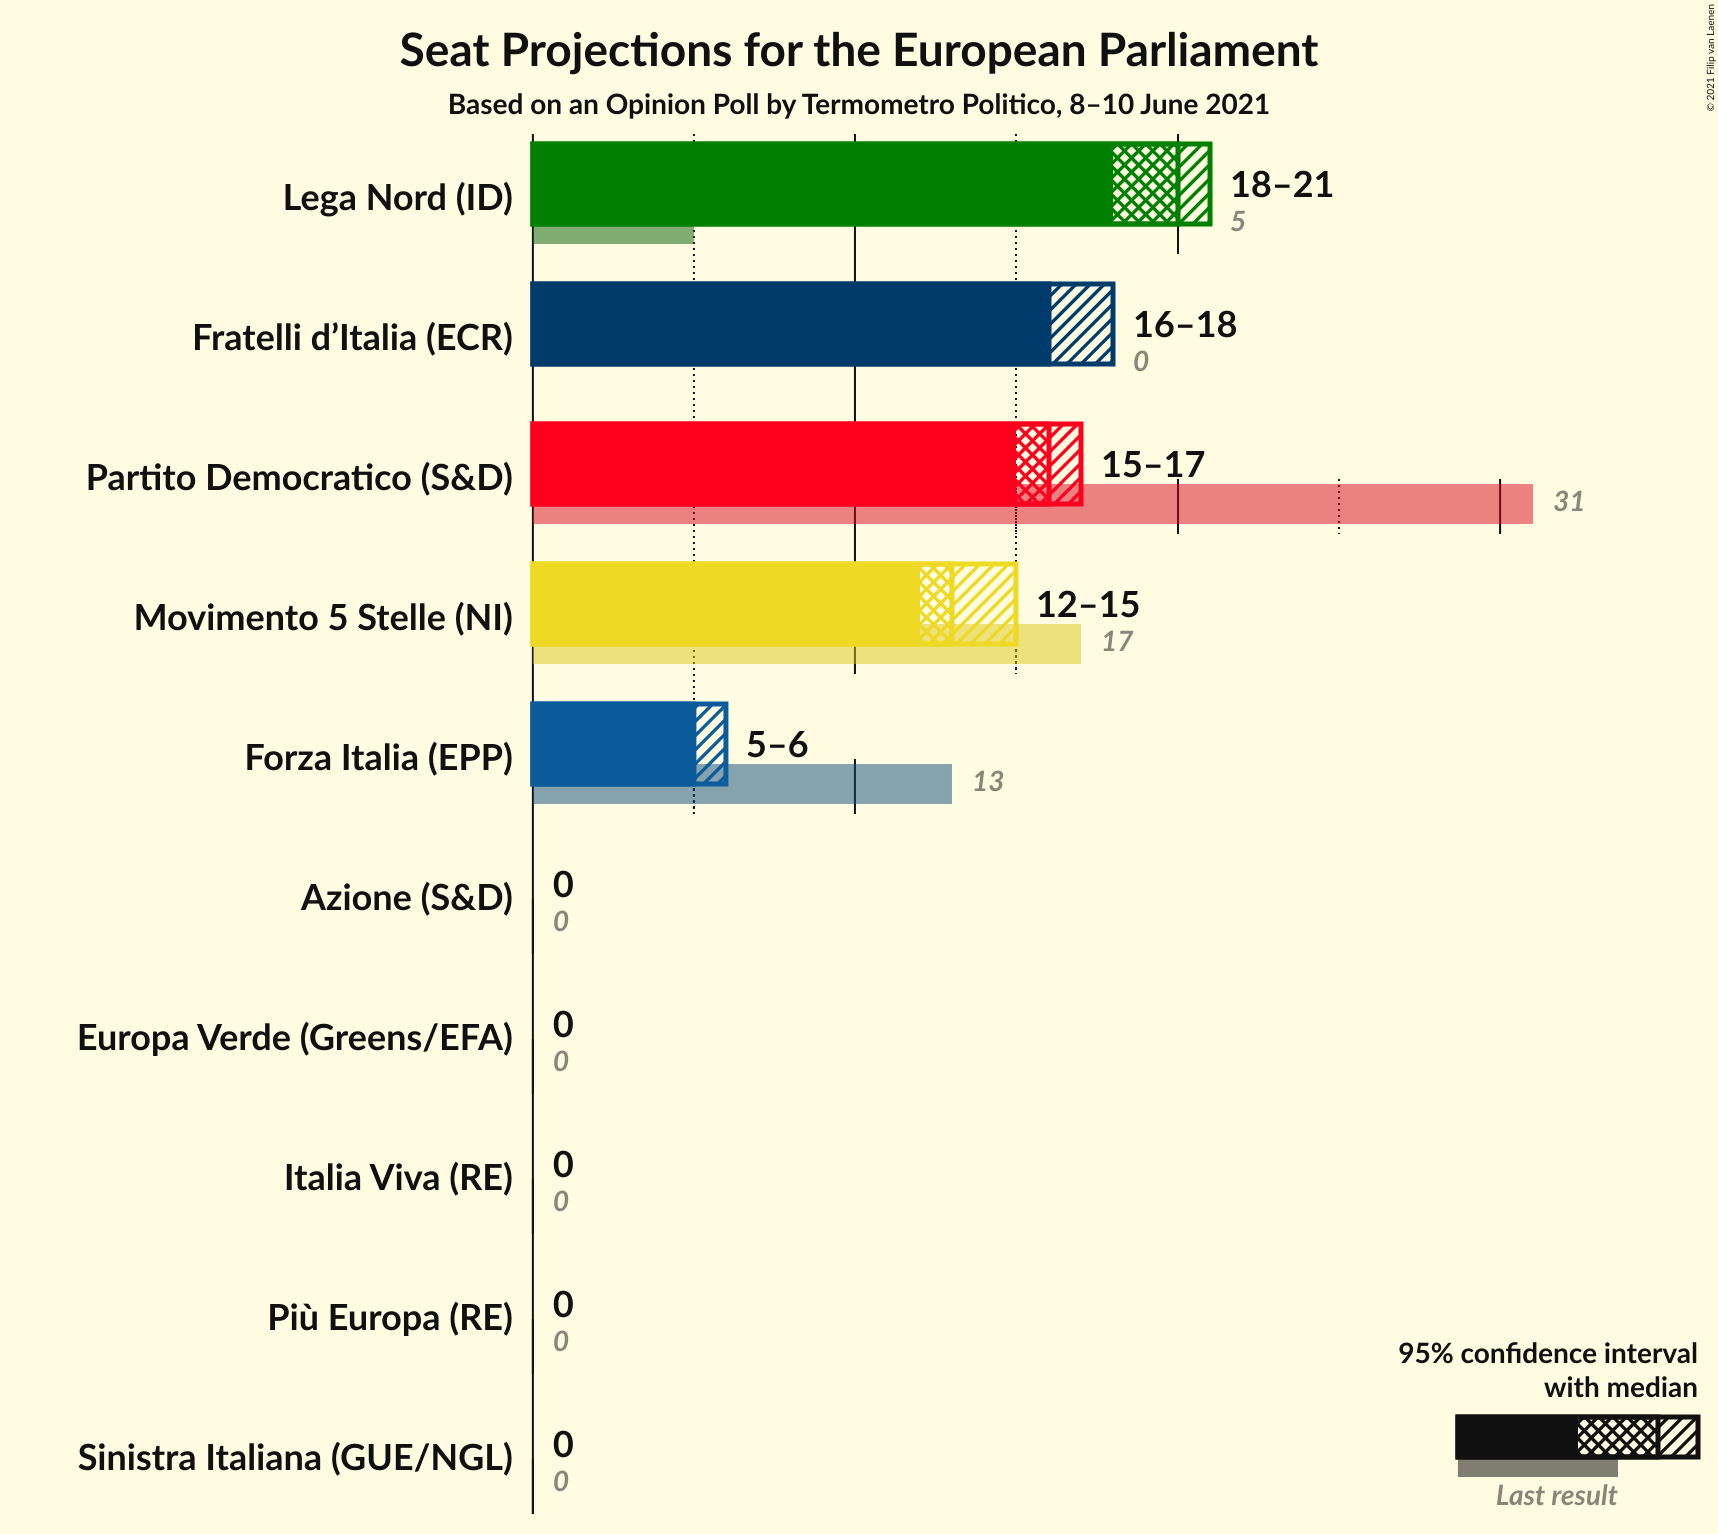 Seat Projections for the European Parliament
Based on an Opinion Poll by Termometro Politico, 8–10 June 2021
© 2021 Filip van Laenen
Lega Nord (ID)
18–21
5
Fratelli d’Italia (ECR)
16–18
0
Partito Democratico (S&D)
15–17
31
Movimento 5 Stelle (NI)
12–15
17
Forza Italia (EPP)
5–6
13
Azione (S&D)
0
0
Europa Verde (Greens/EFA)
0
0
Italia Viva (RE)
0
0
Più Europa (RE)
0
0
Sinistra Italiana (GUE/NGL)
0
0
95% confidence interval
with median
Last result